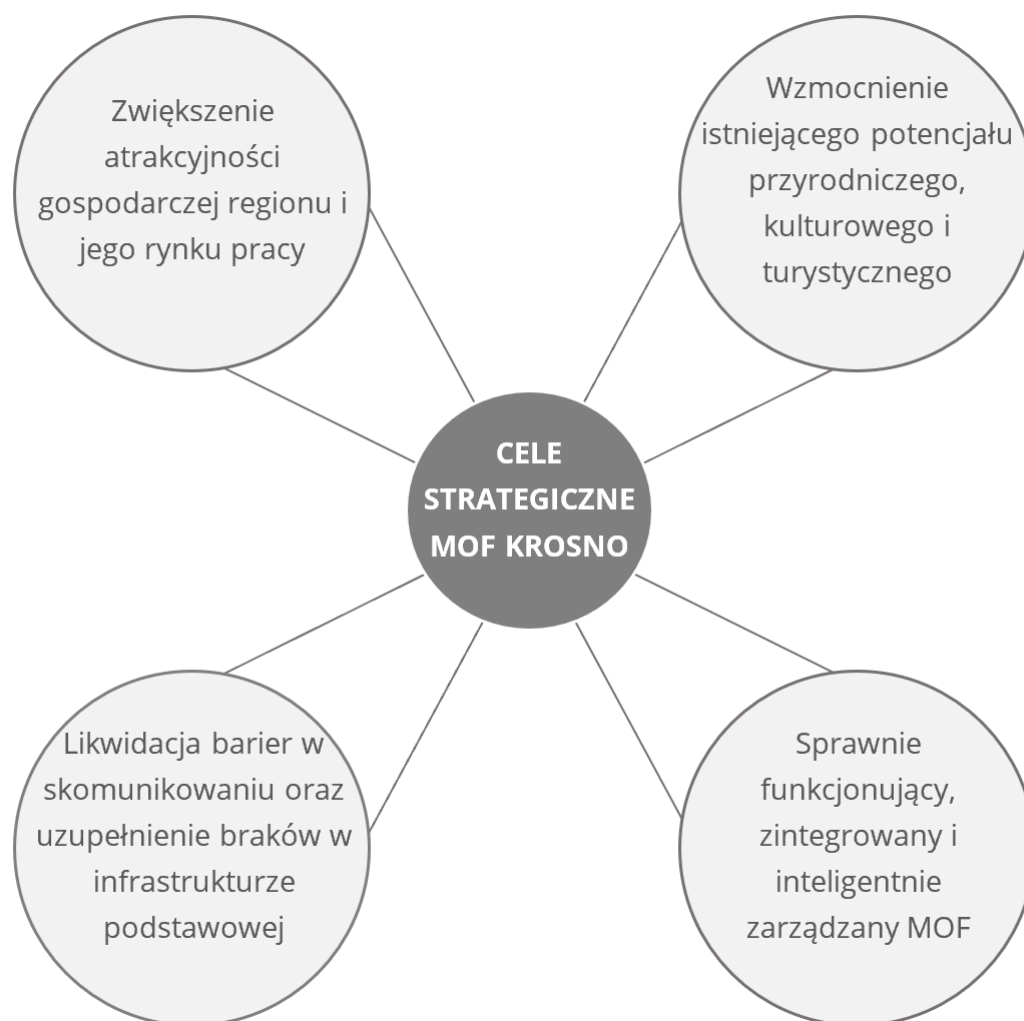 Zwiększenie
atrakcyjności
gospodarczej regionu i
jego rynku pracy
Wzmocnienie
istniejącego potencjału
przyrodniczego,
kulturowego i
turystycznego
CELE
STRATEGICZNE
MOF KROSNO
Likwidacja barier w
skomunikowaniu oraz
uzupełnienie braków w
infrastrukturze
podstawowej
Sprawnie
funkcjonujący,
zintegrowany i
inteligentnie
zarządzany MOF